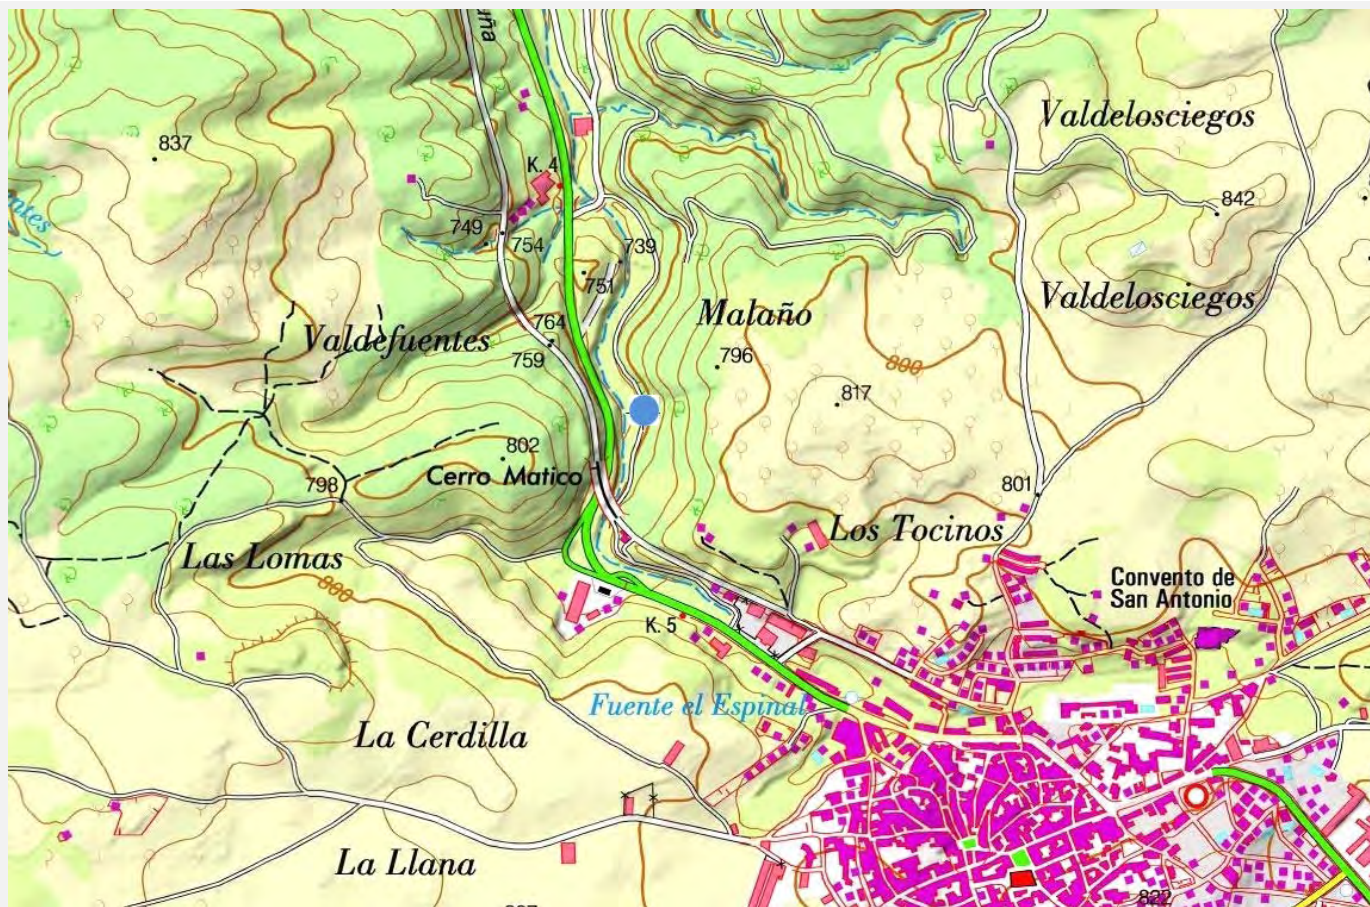 Valdelosciegos
837
K. 4
842
749
754
739
751
Valdelosciegos
Malaño
764
Valdefuentes
759
796
800
817
802
Cerro Matico
798
801
Los Tocinos
Las Lomas
800
Convento de
San Antonio
K. 5
Fuente el Espinal
La Cerdilla
La Llana
822